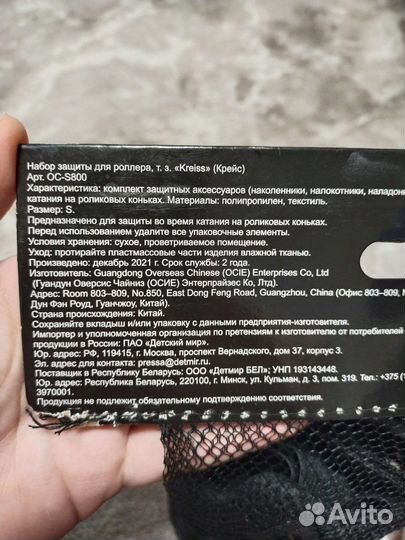 Набор защиты для роллера, т. з. «Kreiss» (Крейс)
Арт. OC-S800
Характеристика: комплект защитных аксессуаров (наколенники, налокотники,
катания на роликовых коньках. Материалы: полипропилен, текстиль.
Размер: S.
Предназначено для защиты во время катания на роликовых коньках.
Перед использованием удалите все упаковочные элементы.
Условия хранения: сухое, проветриваемое помещение.
Уход: протирайте пластмассовые части изделия влажной тканью.
Произведено: декабрь 2021 г. Срок службы: 2 года.
Изготовитель: Guangdong Overseas Chinese (OCIE) Enterprises Co., Ltd
(Гуандун Оверсис Чайниз (ОСИЕ) Энтерпрайзес Ко, Лтд).
Адрес: Room 803–809, No.850, East Dong Feng Road, Guangzhou, China (Офис 803–809,
Дун Фэн Роуд, Гуанчжоу, Китай).
Страна происхождения: Китай.
Сохраняйте вкладыш и/или упаковку с данными предприятия-изготовителя.
Импортер и уполномоченная организация по претензиям к изготовителю от потребителей
продукции в России: ПАО «Детский мир».
Юр. адрес: РФ, 119415, г. Москва, проспект Вернадского, дом 37, корпус 3.
Эл. адрес для контакта: pressa@detmir.ru
Поставщик в Республику Беларусь: ООО «Детмир БЕЛ»; УНП 193143448.
Юр. адрес: Республика Беларусь, 220100, г. Минск, ул. Кульман, д. 3, пом. 319. Тел.: +375
3970001.
Продукция не подлежит обязательному подтверждению соответствия.
Avito